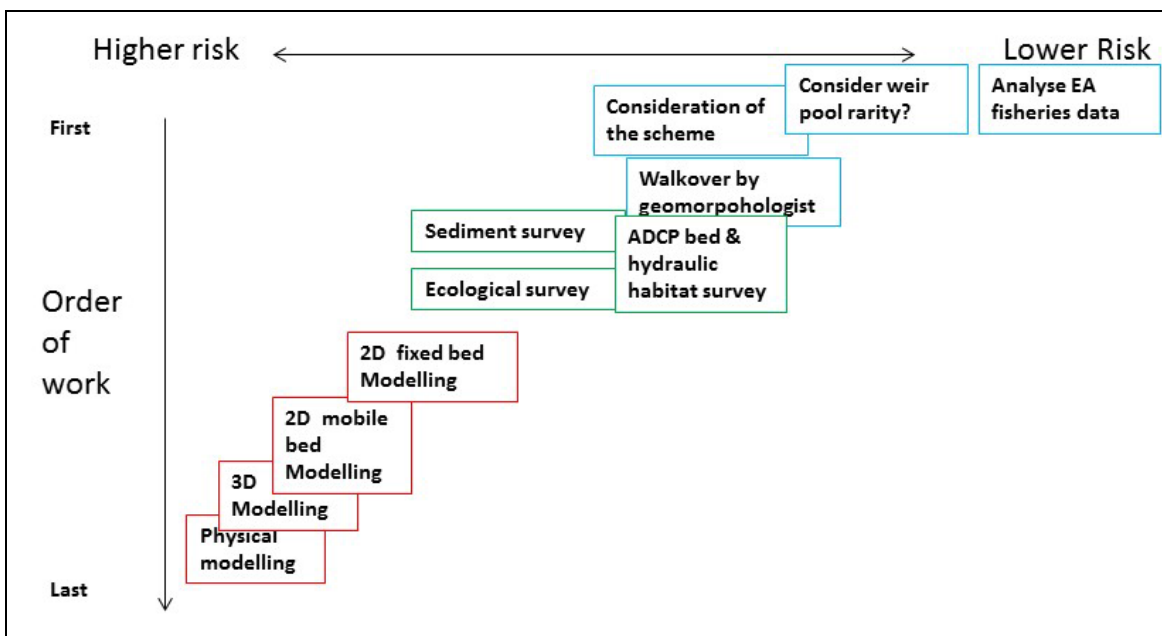 Higher risk
Lower Risk
Consider weir
pool rarity?
Analyse EA
fisheries data
Consideration of
the scheme
First
Walkover by
geomorpohologist
Sediment survey
ADCP bed &
hydraulic
habitat survey
Ecological survey
Order
of
work
2D fixed bed
Modelling
2D mobile
bed
Modelling
3D
Modelling
Physical
modelling
Last